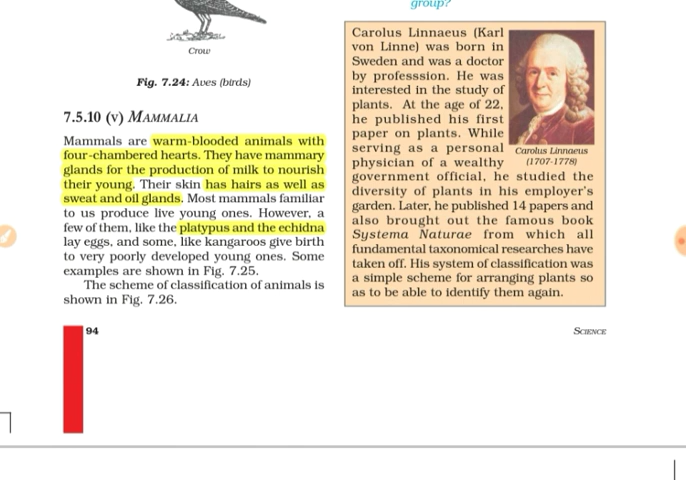 group?
Crow
Fig. 7.24: Aves (birds)
7.5.10 (v) MAMMALIA
Mammals are warm-blooded animals with
four-chambered hearts. They have mammary
glands for the production of milk to nourish
their young. Their skin has hairs as well as
sweat and oil glands. Most mammals familiar
to us produce live young ones. However, a
few of them, like the platypus and the echidna
lay eggs, and some, like kangaroos give birth
to very poorly developed young ones. Some
examples are shown in Fig. 7.25.
The scheme of classification of animals is
shown in Fig. 7.26.
Carolus Linnaeus (Karl
von Linne) was born in
Sweden and was a doctor
by professsion. He was
interested in the study of
plants. At the age of 22,
he published his first
paper on plants. While
serving as a personal
physician of a wealthy
government official, he studied the
diversity of plants in his employer's
garden. Later, he published 14 papers and
also brought out the famous book
Systema Naturae from which all
fundamental taxonomical researches have
taken off. His system of classification was
a simple scheme for arranging plants so
as to be able to identify them again.
Carolus Linnaeus
(1707-1778)
94
SCIENCE